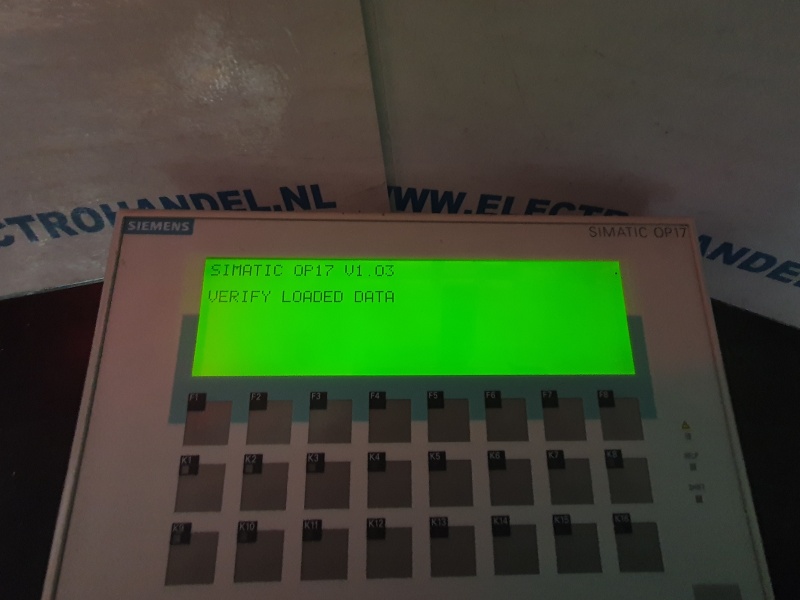 CTROHANDEL.NL
WWW.ELECTR
ANDEL
SIEMENS
SIMATIC OP17
SIMATIC OP17 V1.03
VERIFY LOADED DATA
F1 F2 F3 F4 F5 F6 F7 F8
K1 K2 K3 K4 K5 K6 K7 K8
HELP
SHIFT
K9 K10 K11 K12 K13 K14 K15 K16